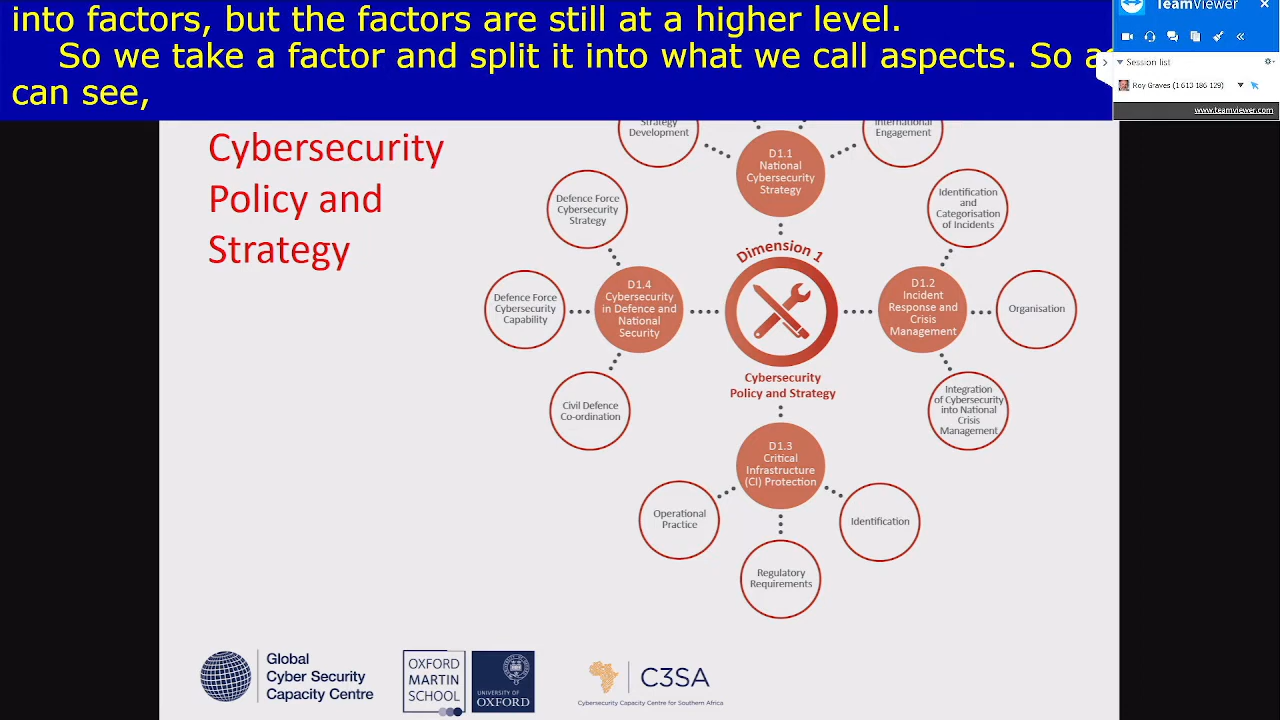 into factors, but the factors are still at a higher level.
So we take a factor and split it into what we call aspects. So
can see,
TeamViewer
Session list
Roy Graves (1 613 186 129)
www.teamviewer.com
Cybersecurity
Policy and
Strategy
Strategy
Development
International
Engagement
D1.1
National
Cybersecurity
Strategy
Defence Force
Cybersecurity
Strategy
Identification
and
Categorisation
of Incidents
Dimension 1
D1.4
Cybersecurity
in Defence and
National
Security
D1.2
Incident
Response and
Crisis
Management
Defence Force
Cybersecurity
Capability
Organisation
Cybersecurity
Policy and Strategy
Civil Defence
Co-ordination
Integration
of Cybersecurity
into National
Crisis
Management
D1.3
Critical
Infrastructure
(CI) Protection
Operational
Practice
Identification
Regulatory
Requirements
Global
Cyber Security
Capacity Centre
OXFORD
MARTIN
SCHOOL
UNIVERSITY OF
OXFORD
C3SA
Cybersecurity Capacity Centre for Southern Africa